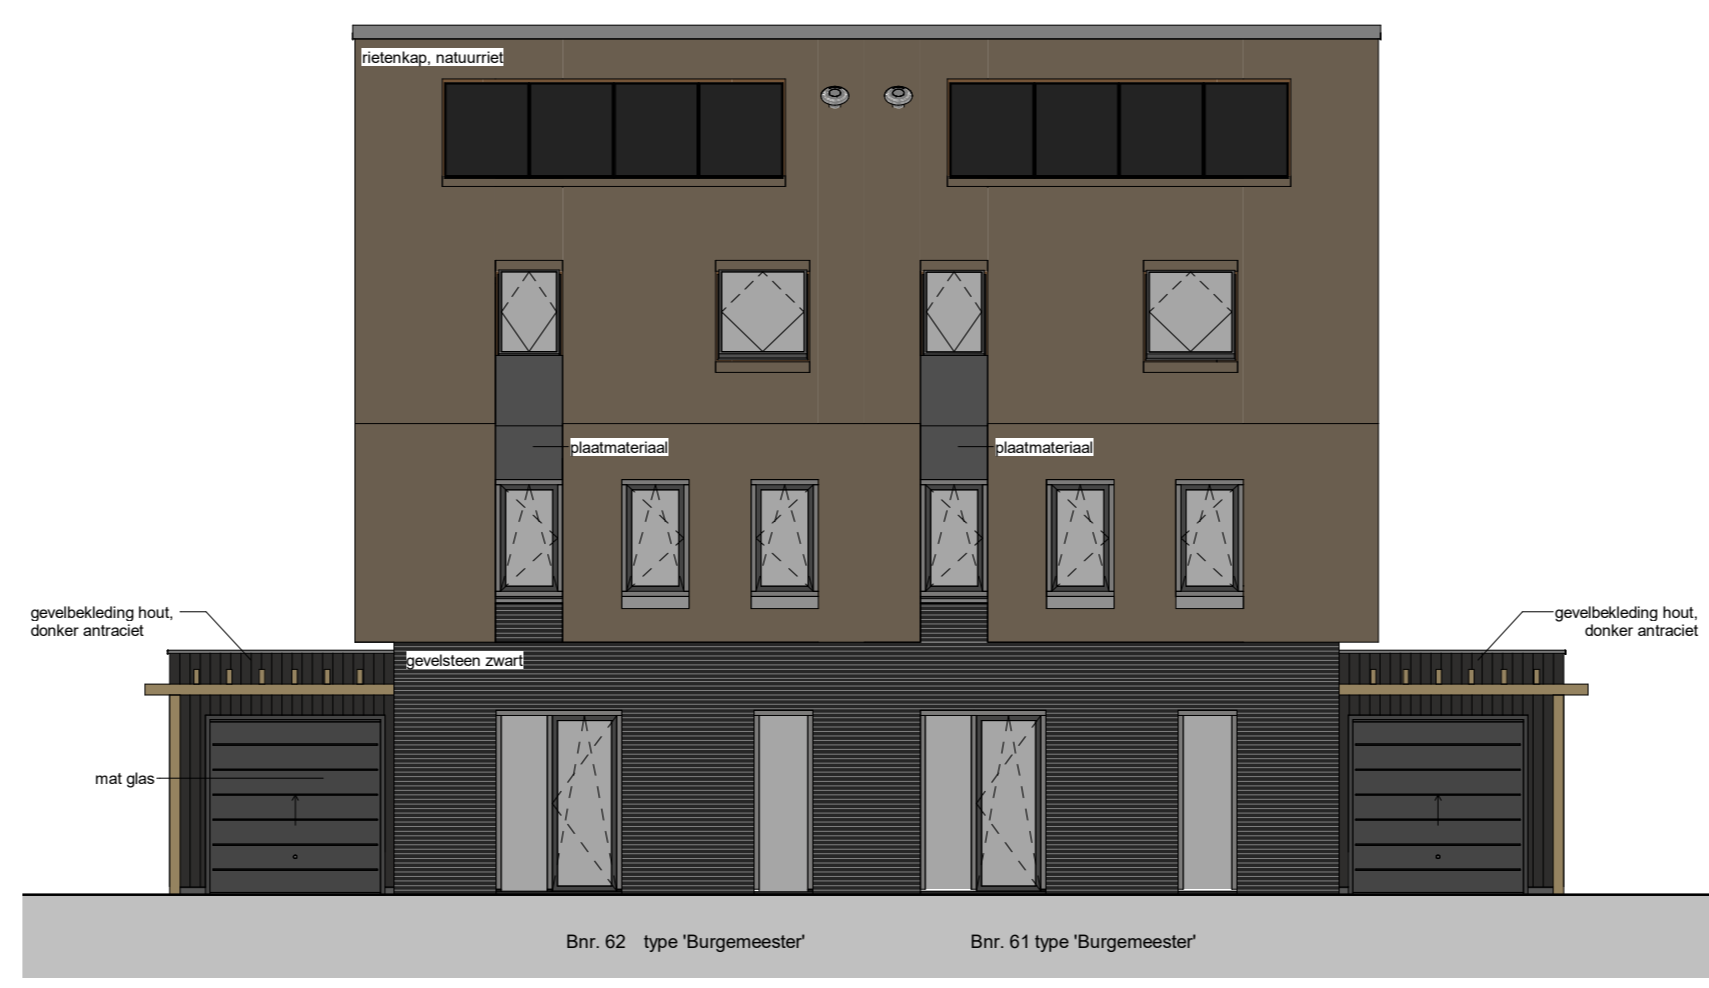 rietenkap, natuurriet
plaatmateriaal
plaatmateriaal
gevelbekleding hout,
donker antraciet
gevelbekleding hout,
donker antraciet
gevelsteen zwart
mat glas
Bnr. 62 type 'Burgemeester'
Bnr. 61 type 'Burgemeester'